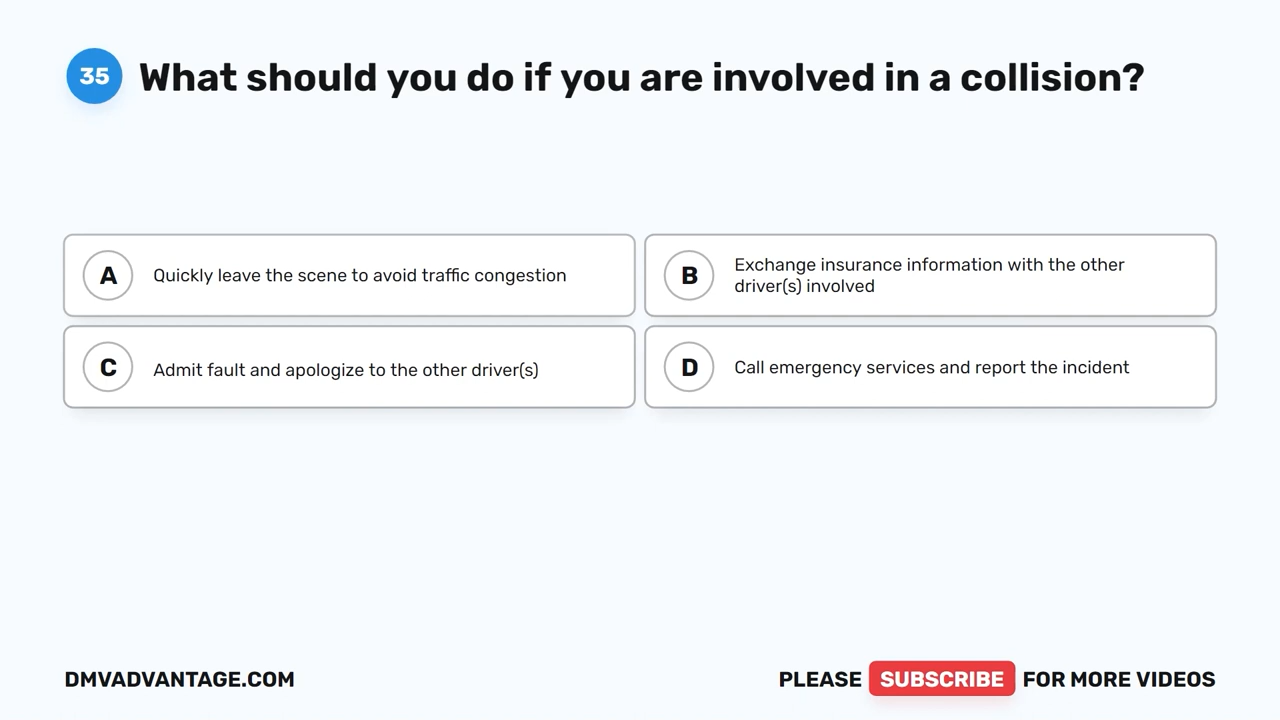 35 What should you do if you are involved in a collision?
A Quickly leave the scene to avoid traffic congestion
B Exchange insurance information with the other
driver(s) involved
C Admit fault and apologize to the other driver(s)
D Call emergency services and report the incident
DMVADVANTAGE.COM
PLEASE SUBSCRIBE FOR MORE VIDEOS